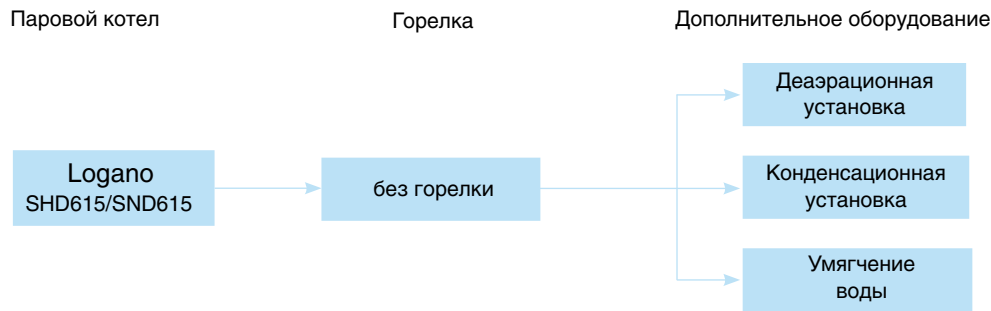 Паровой котел
Горелка
Дополнительное оборудование
Logano
SHD615/SND615
без горелки
Деаэрационная
установка
Конденсационная
установка
Умягчение
воды